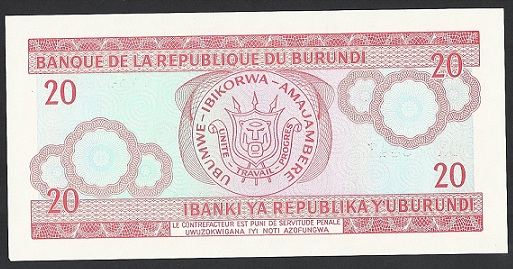 BANQUE DE LA REPUBLIQUE DU BURUNDI
20
20
UBUMWE-IBIKORWA-AMAJAMBERE
UNITE TRAVAIL PROGRES
20
20
IBANKI YA REPUBLIKA Y'UBURUNDI
LE CONTREFACTEUR EST PUNI DE SERVITUDE PENALE
UWUZOKWIGANA IYI NOTI AZOFUNGWA